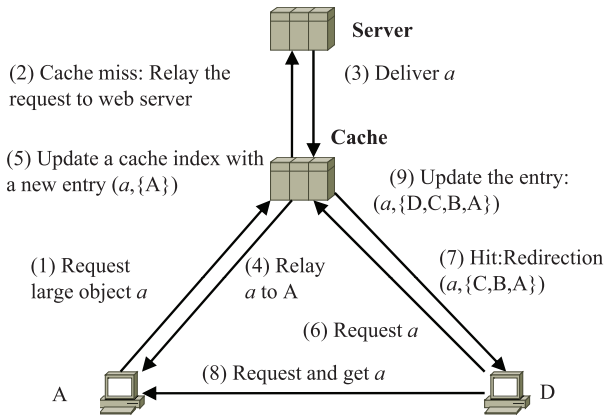 Server
(2) Cache miss: Relay the
request to web server
(3) Deliver a
Cache
(5) Update a cache index with
a new entry (a,{A})
(9) Update the entry:
(a,{D,C,B,A})
(1) Request
large object a
(4) Relay
a to A
(7) Hit:Redirection
(a,{C,B,A})
(6) Request a
(8) Request and get a
A
D